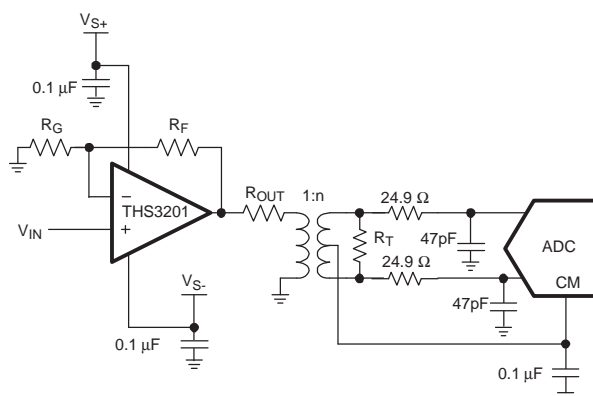 VS+
0.1 µF
RG
RF
THS3201
−
+
VIN
ROUT
1:n
24.9 Ω
RT
47pF
24.9 Ω
ADC
CM
47pF
VS-
0.1 µF
0.1 µF